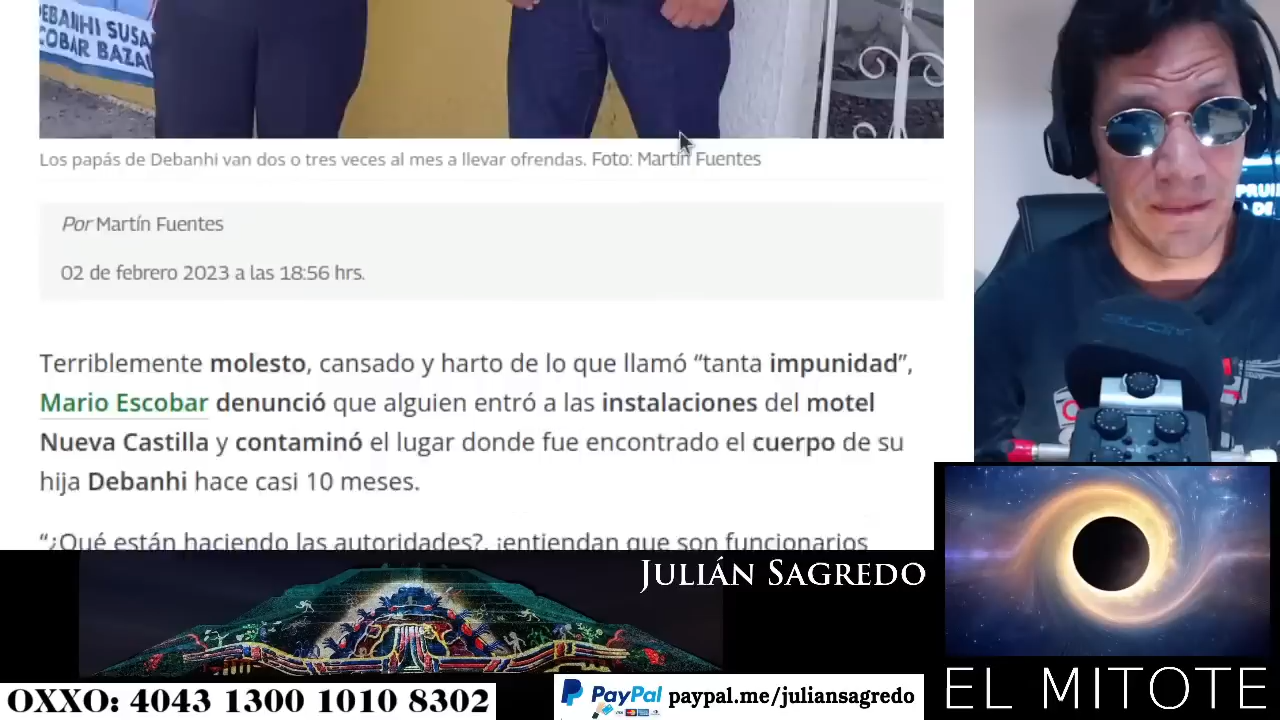 EBANHI SUSA
COBAR BAZA
Los papás de Debanhi van dos o tres veces al mes a llevar ofrendas. Foto: Martín Fuentes
Por Martín Fuentes
02 de febrero 2023 a las 18:56 hrs.
Terriblemente molesto, cansado y harto de lo que llamó “tanta impunidad”,
Mario Escobar denunció que alguien entró a las instalaciones del motel
Nueva Castilla y contaminó el lugar donde fue encontrado el cuerpo de su
hija Debanhi hace casi 10 meses.
“¿Qué están haciendo las autoridades?, ¡entiendan que son funcionarios
PRUI
DE
JULIÁN SAGREDO
OXXO: 4043 1300 1010 8302
PayPal paypal.me/juliansagredo
EL MITOTE